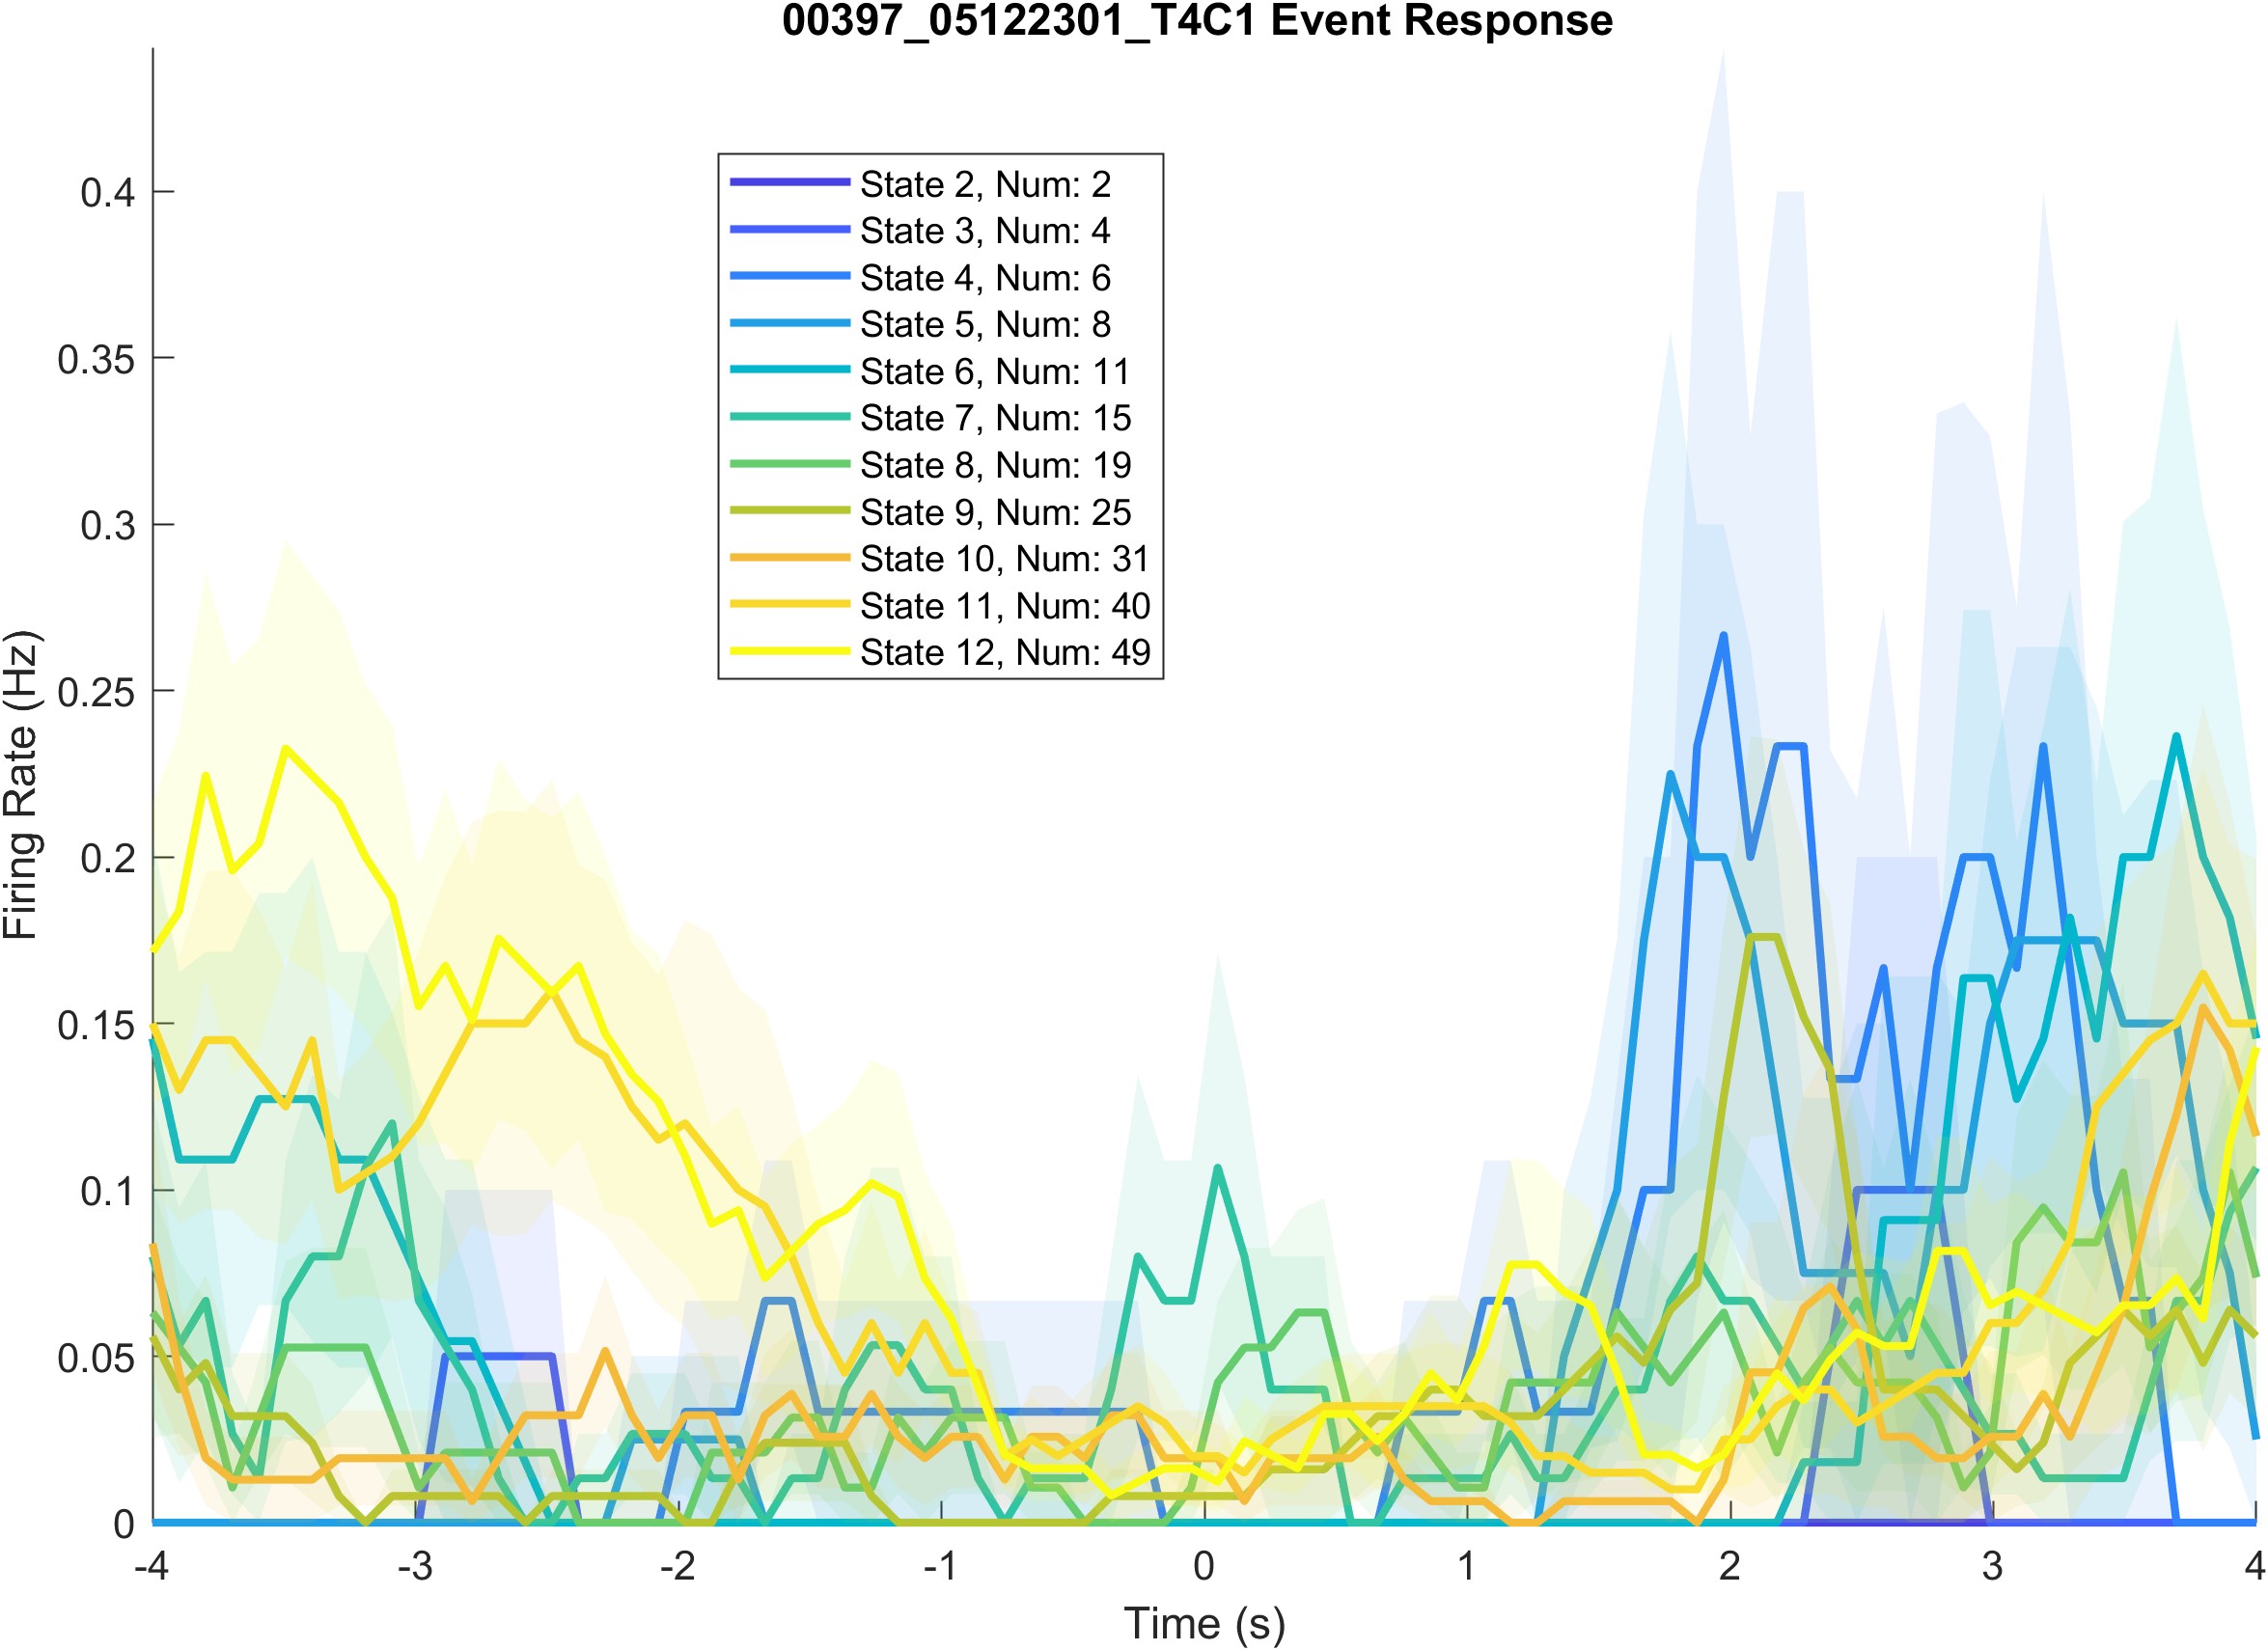 00397_05122301_T4C1 Event Response
Firing Rate (Hz)
0.4
0.35
0.3
0.25
0.2
0.15
0.1
0.05
0
State 2, Num: 2
State 3, Num: 4
State 4, Num: 6
State 5, Num: 8
State 6, Num: 11
State 7, Num: 15
State 8, Num: 19
State 9, Num: 25
State 10, Num: 31
State 11, Num: 40
State 12, Num: 49
-4 -3 -2 -1 0 1 2 3 4
Time (s)